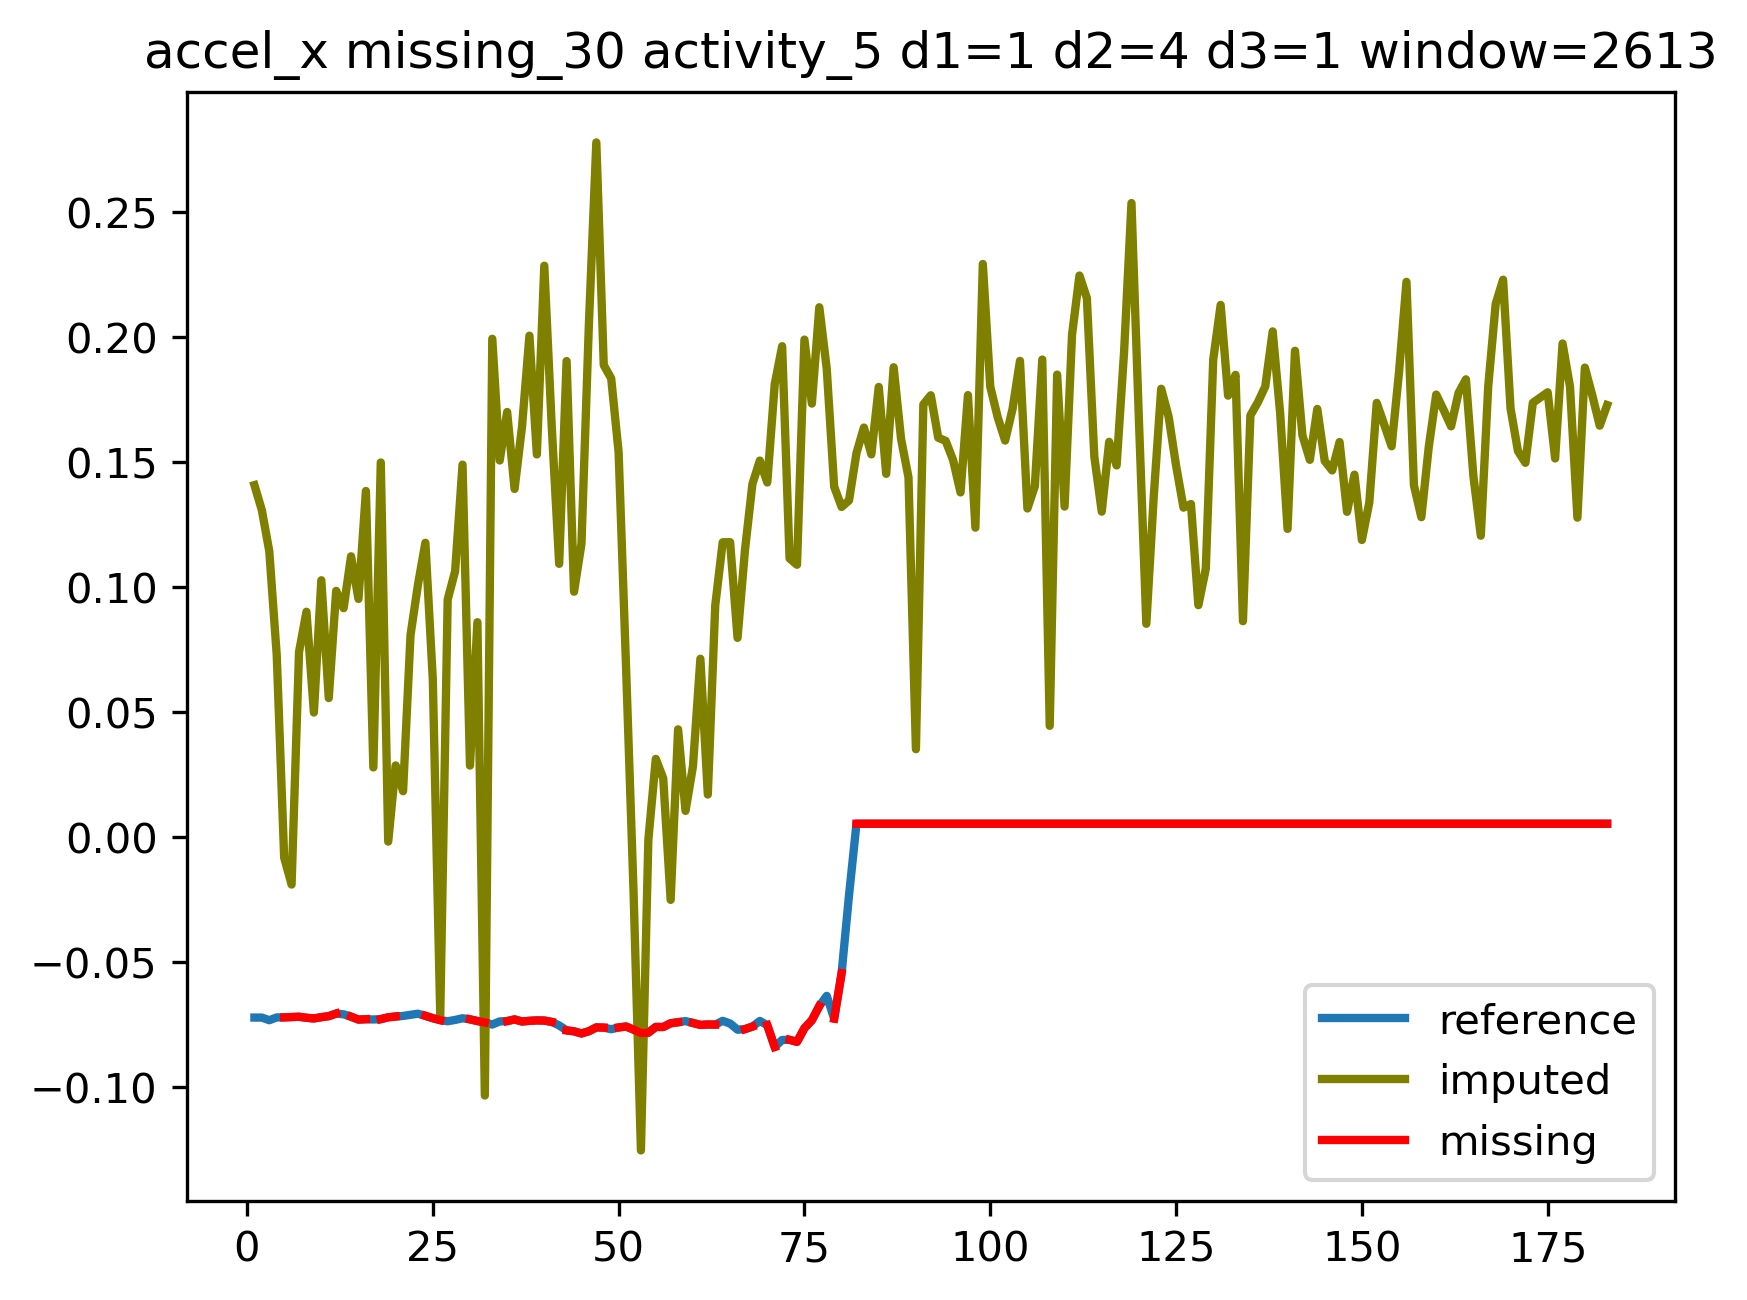 accel_x missing_30 activity_5 d1=1 d2=4 d3=1 window=2613
0.25
0.20
0.15
0.10
0.05
0.00
−0.05
−0.10
reference
imputed
missing
0 25 50 75 100 125 150 175